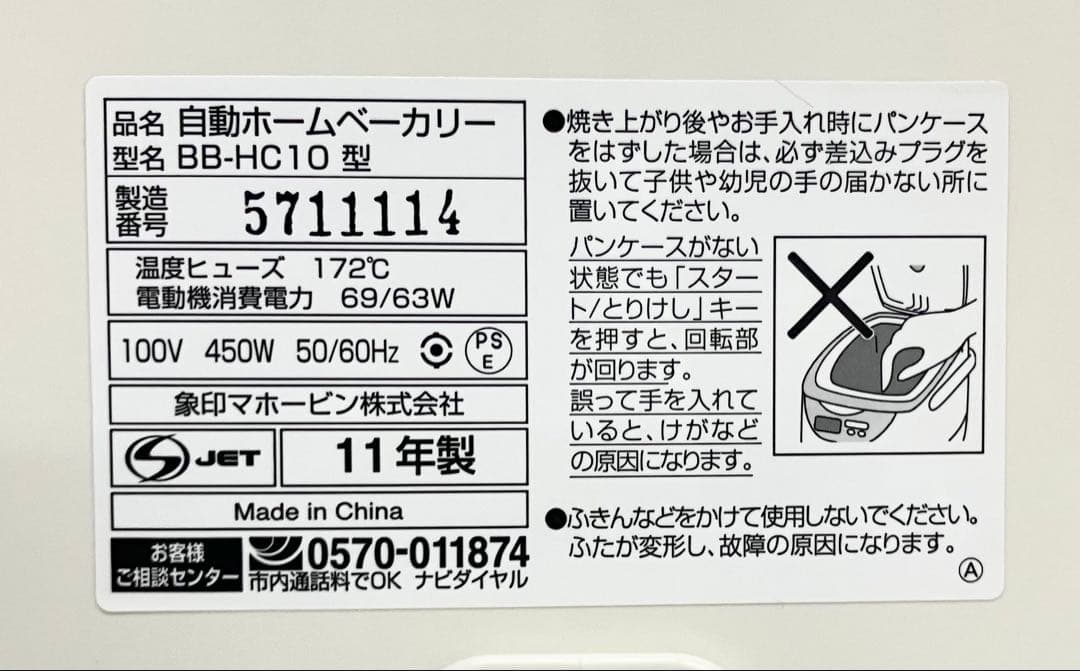 品名 自動ホームベーカリー
型名 BB-HC10 型
製造番号 5711114
温度ヒューズ 172℃
電動機消費電力 69/63W
100V 450W 50/60Hz PSE
象印マホービン株式会社
S JET 11年製
Made in China
お客様
ご相談センター
0570-011874
市内通話料でOK ナビダイヤル
●焼き上がり後やお手入れ時にパンケース
をはずした場合は、必ず差込みプラグを
抜いて子供や幼児の手の届かない所に
置いてください。
パンケースがない
状態でも「スター
ト/とりけし」キー
を押すと、回転部
が回ります。
誤って手を入れて
いると、けがなど
の原因になります。
●ふきんなどをかけて使用しないでください。
ふたが変形し、故障の原因になります。
Ⓐ